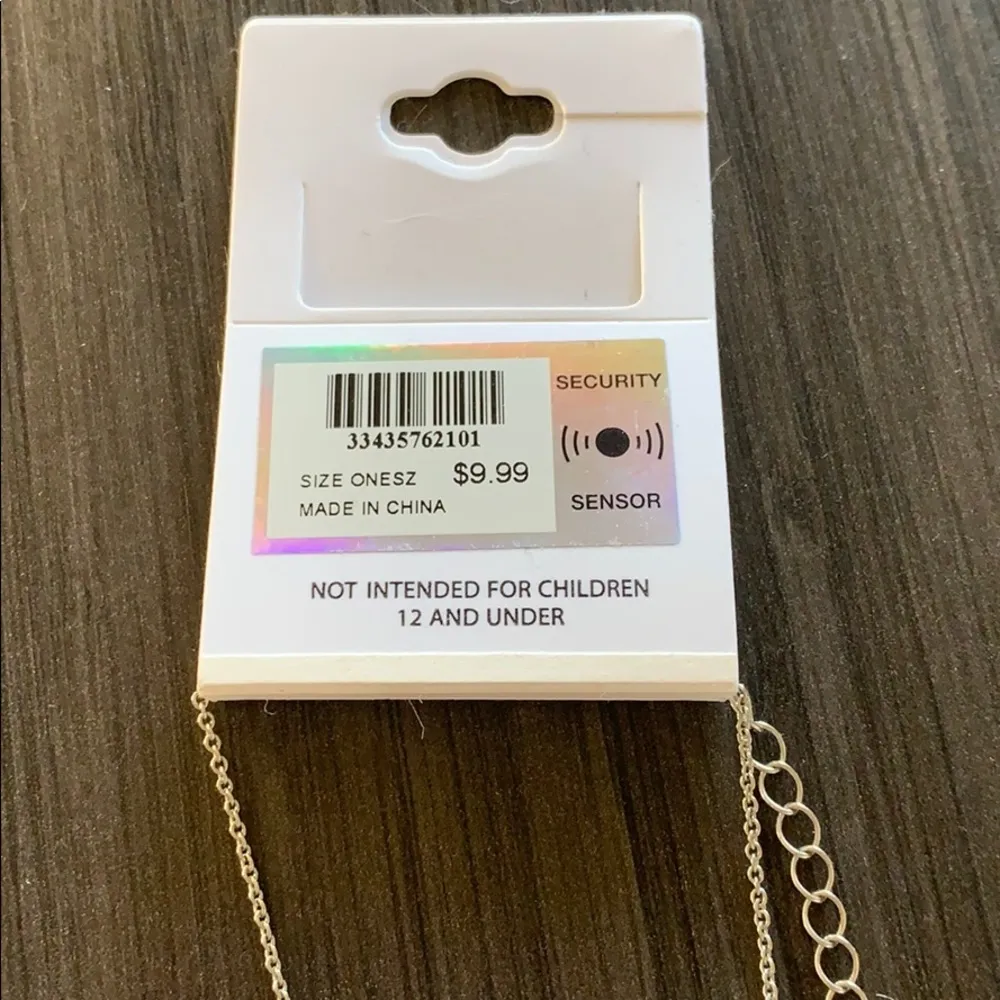 33435762101
SIZE ONESZ $9.99
MADE IN CHINA
SECURITY
SENSOR
NOT INTENDED FOR CHILDREN
12 AND UNDER